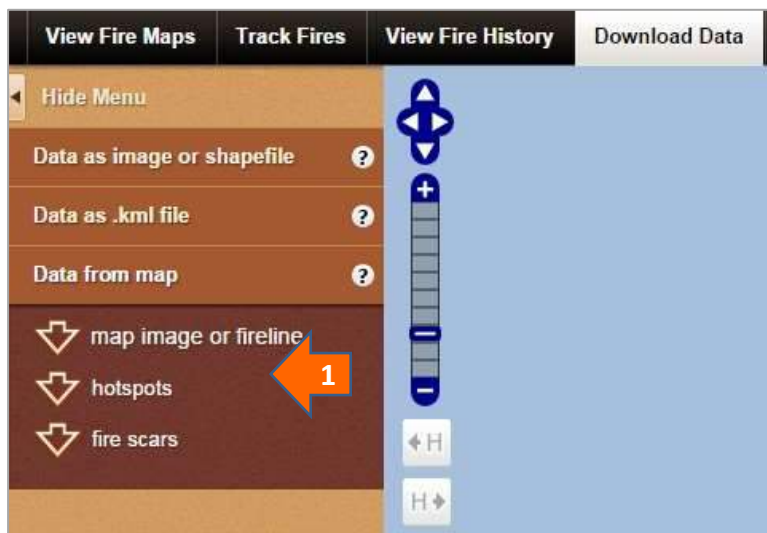 View Fire Maps Track Fires View Fire History Download Data
Hide Menu
Data as image or shapefile ?
Data as .kml file ?
Data from map ?
map image or fireline
1
hotspots
fire scars
H
H